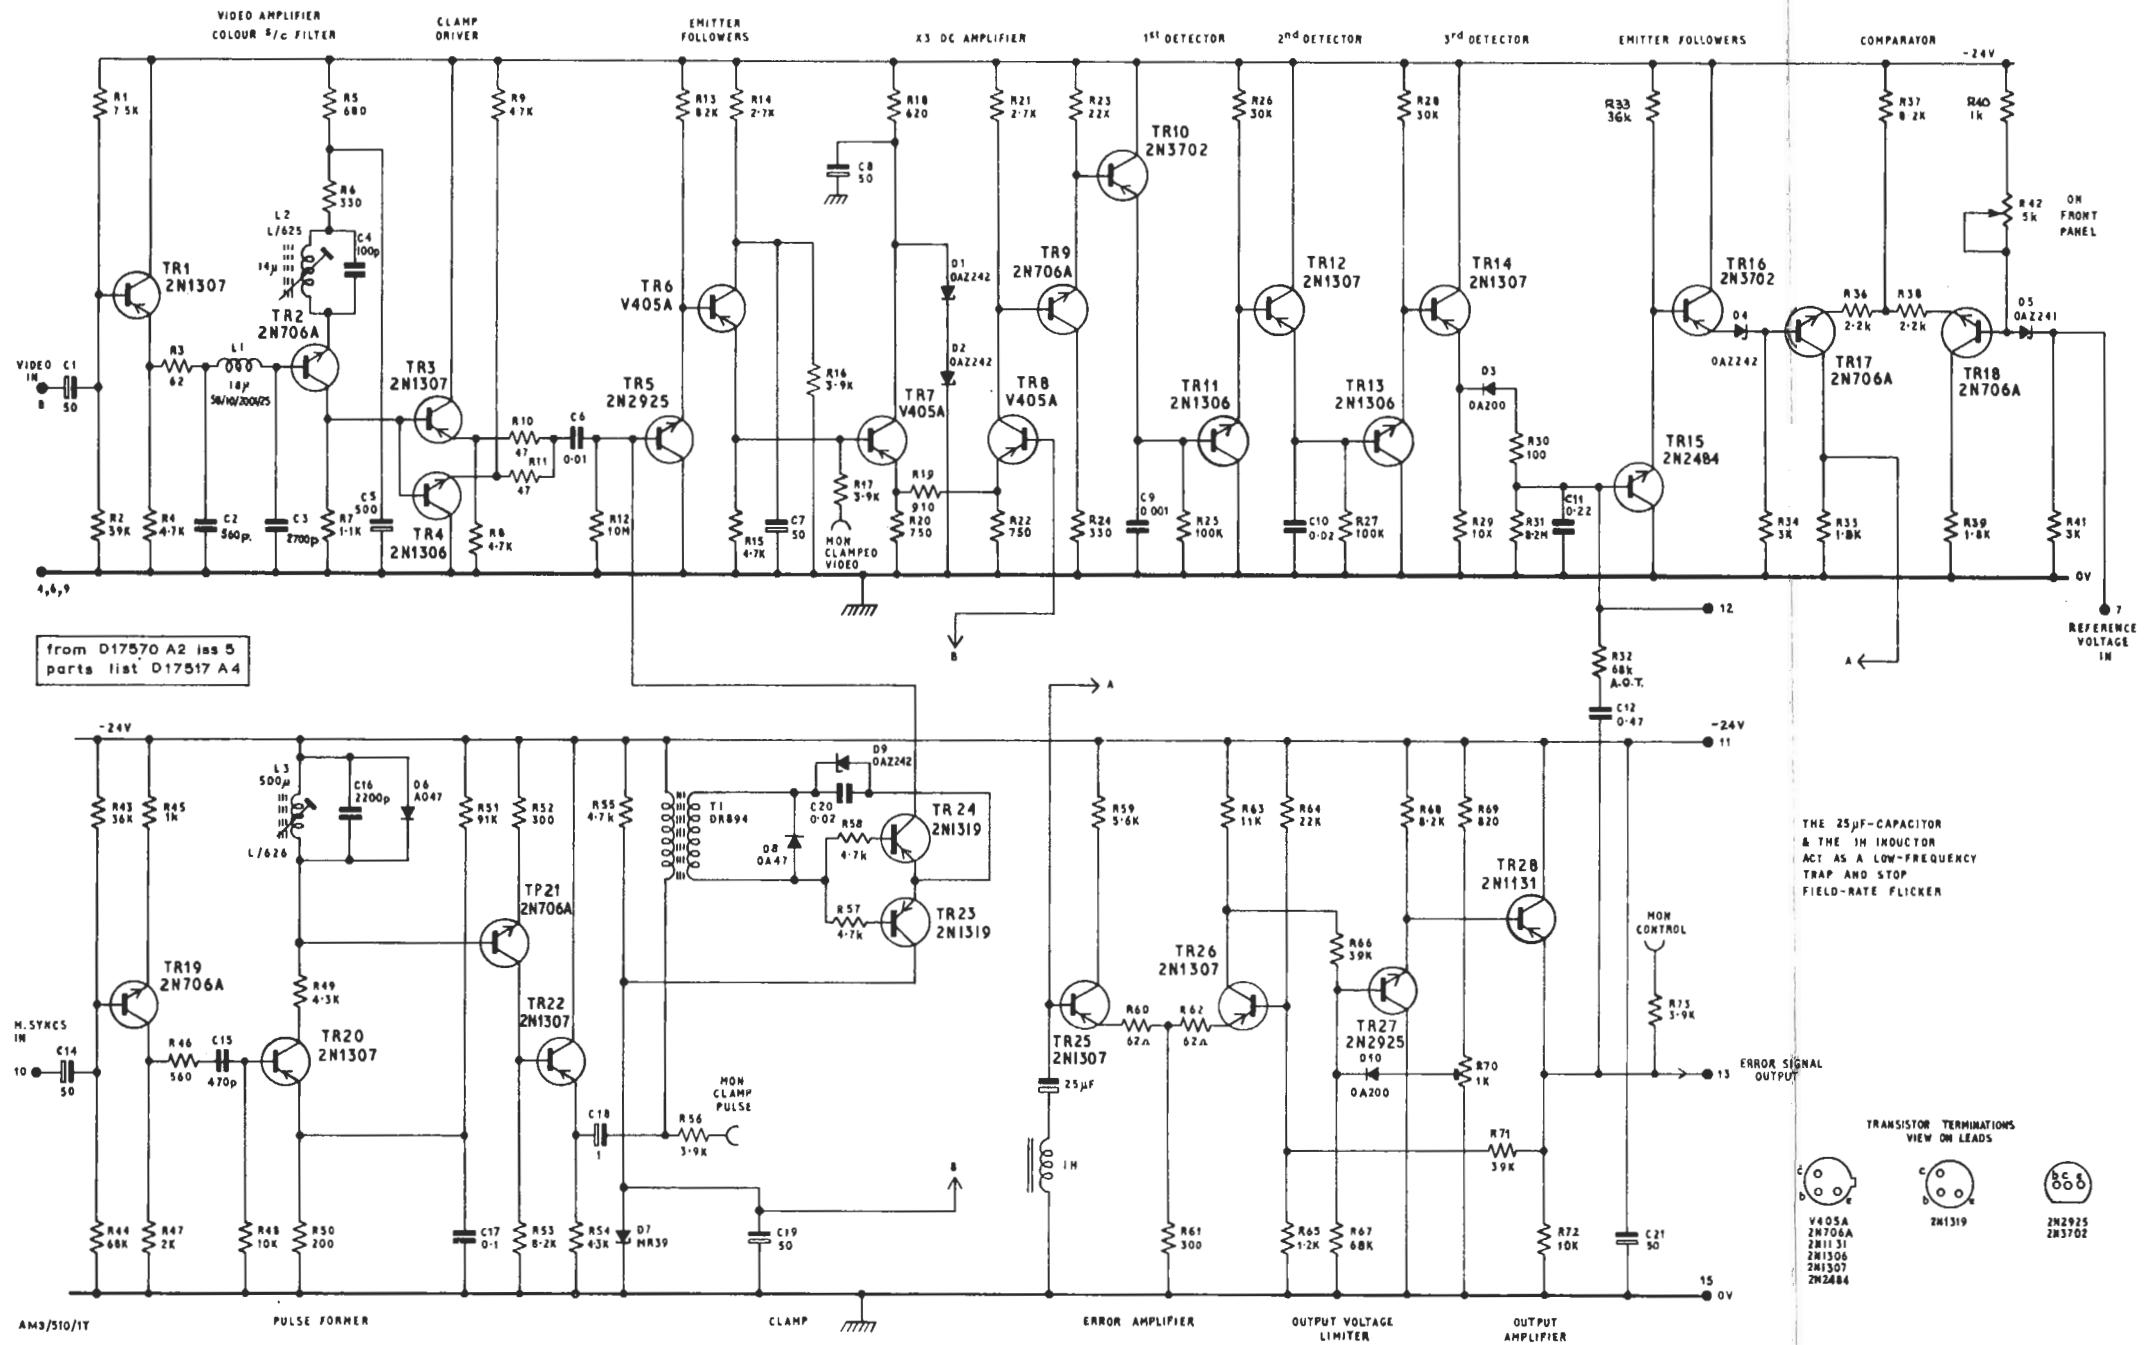 VIDEO AMPLIFIER
COLOUR S/C FILTER
CLAMP
DRIVER
EMITTER
FOLLOWERS
X3 DC AMPLIFIER
1st DETECTOR
2nd DETECTOR
3rd DETECTOR
EMITTER FOLLOWERS
COMPARATOR
-24V
R1
7.5K
R5
680
R9
4.7K
R13
82K
R14
2.7K
R18
620
R21
2.7K
R23
22X
R26
30K
R28
30K
R33
36k
R37
8.2K
R40
1k
TR10
2N3702
C8
50
R6
330
L2
L/625
C4
100p
14µ
R42
5k
ON
FRONT
PANEL
TR1
2N1307
TR2
2N706A
TR6
V405A
D1
OAZ242
TR9
2N706A
TR12
2N1307
TR14
2N1307
TR16
2N3702
R36
2.2k
R38
2.2k
D5
OAZ241
D4
OAZ242
TR17
2N706A
TR18
2N706A
VIDEO
IN
8
C1
50
R3
62
L1
18µ
TR3
2N1307
R10
47
C6
0.01
TR5
2N2925
R16
3.9K
D2
OAZ242
TR7
V405A
TR8
V405A
TR11
2N1306
TR13
2N1306
D3
OA200
R30
100
TR15
2N2484
R11
47
R17
3.9K
R19
910
R2
39K
R4
4.7K
C2
560p.
C3
2700p
R7
1.1K
C5
500
TR4
2N1306
R8
4.7K
R12
10M
R15
4.7K
C7
50
MON
CLAMPED
VIDEO
R20
750
R22
750
R24
330
C9
0.001
R25
100K
C10
0.02
R27
100K
R29
10X
R31
8.2M
C11
0.22
R34
3K
R35
1.8K
R39
1.8K
R41
3K
4,6,9
0V
12
7
REFERENCE
VOLTAGE
IN
from D17570 A2 iss 5
parts list D17517 A4
B
A
R32
68k
A.O.T.
C12
0.47
A
-24V
-24V
11
L3
500µ
C16
2200p
D6
AO47
L/626
R43
36K
R45
1K
R51
91K
R52
300
R55
4.7k
T1
DR894
D9
OAZ242
C20
0.02
D8
OA47
R58
4.7k
TR24
2N1319
R57
4.7k
TR23
2N1319
R59
5.6K
R63
11K
R64
22K
R68
8.2K
R69
820
THE 25µF-CAPACITOR
& THE 1H INDUCTOR
ACT AS A LOW-FREQUENCY
TRAP AND STOP
FIELD-RATE FLICKER
TR28
2N1131
MON
CONTROL
TP21
2N706A
TR19
2N706A
R49
4.3K
TR22
2N1307
TR20
2N1307
H.SYNCS
IN
10
C14
50
R46
560
C15
470p
TR26
2N1307
R66
39K
R60
62Ω
R62
62Ω
TR25
2N1307
TR27
2N2925
D10
OA200
R70
1K
R73
3.9K
13
ERROR SIGNAL
OUTPUT
25µF
C18
1
MON
CLAMP
PULSE
R56
3.9K
1H
R71
39K
B
R44
68K
R47
2K
R48
10K
R50
200
C17
0.1
R53
8.2K
R54
4.3K
D7
MR39
C19
50
R61
300
R65
1.2K
R67
68K
R72
10K
C21
50
15
0V
TRANSISTOR TERMINATIONS
VIEW ON LEADS
c
b
e
c
b
e
b c e
V405A
2N706A
2N1131
2N1306
2N1307
2N2484
2N1319
2N2925
2N3702
AM3/510/1T
PULSE FORMER
CLAMP
ERROR AMPLIFIER
OUTPUT VOLTAGE
LIMITER
OUTPUT
AMPLIFIER